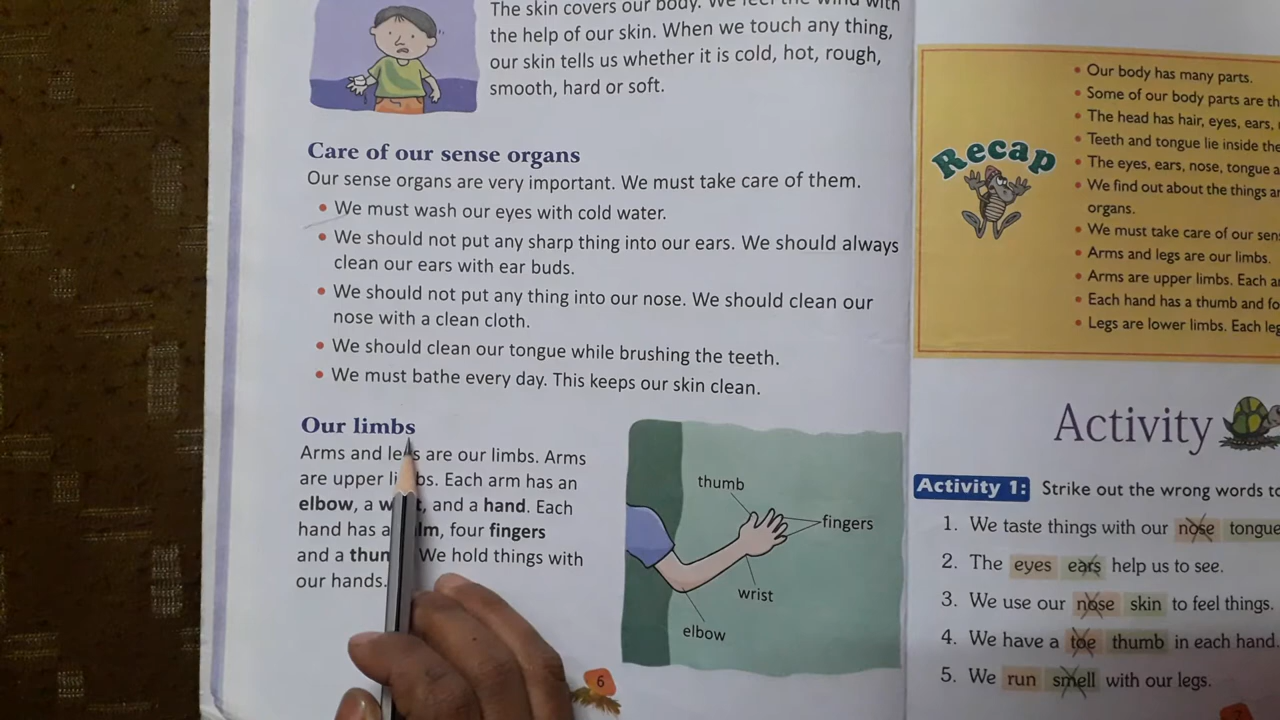 The skin covers our body. We feel the wind with
the help of our skin. When we touch any thing,
our skin tells us whether it is cold, hot, rough,
smooth, hard or soft.
Care of our sense organs
Our sense organs are very important. We must take care of them.
• We must wash our eyes with cold water.
• We should not put any sharp thing into our ears. We should always
clean our ears with ear buds.
• We should not put any thing into our nose. We should clean our
nose with a clean cloth.
• We should clean our tongue while brushing the teeth.
• We must bathe every day. This keeps our skin clean.
Our limbs
Arms and legs are our limbs. Arms
are upper limbs. Each arm has an
elbow, a wrist, and a hand. Each
hand has a palm, four fingers
and a thumb. We hold things with
our hands.
thumb
fingers
wrist
elbow
6
Recap
• Our body has many parts.
• Some of our body parts are
• The head has hair, eyes, ears,
• Teeth and tongue lie inside
• The eyes, ears, nose, tongue
• We find out about the things
organs.
• We must take care of our
• Arms and legs are our limbs.
• Arms are upper limbs. Each
• Each hand has a thumb and
• Legs are lower limbs. Each
Activity
Activity 1: Strike out the wrong words
1. We taste things with our nose tongue
2. The eyes ears help us to see.
3. We use our nose skin to feel things.
4. We have a toe thumb in each hand.
5. We run smell with our legs.